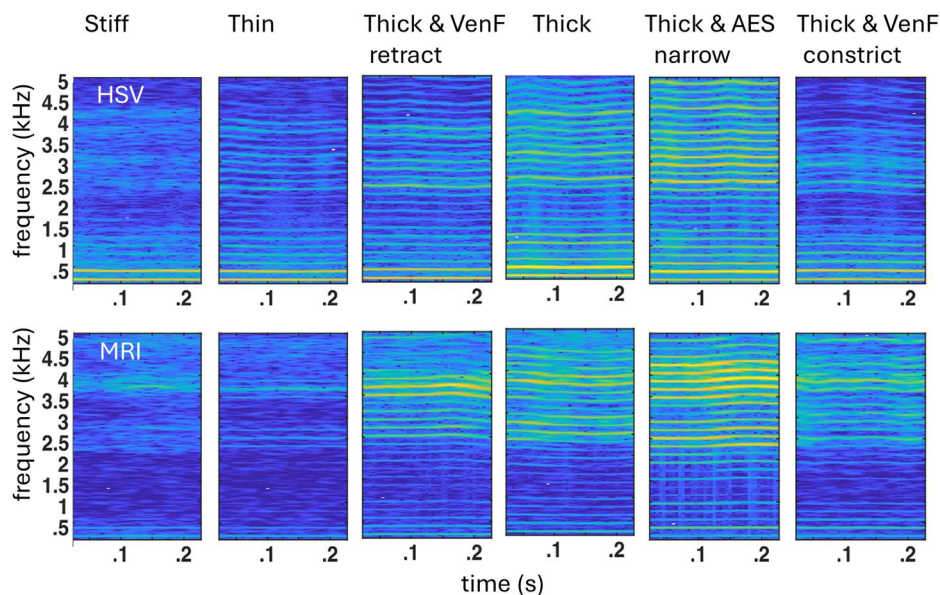 Stiff Thin Thick & VenF retract Thick Thick & AES narrow Thick & VenF constrict
HSV
frequency (kHz)
5
4.5
4
3.5
3
2.5
2
1.5
1
.5
.1 .2 .1 .2 .1 .2 .1 .2 .1 .2 .1 .2
MRI
frequency (kHz)
5
4.5
4
3.5
3
2.5
2
1.5
1
.5
.1 .2 .1 .2 .1 .2 .1 .2 .1 .2 .1 .2
time (s)